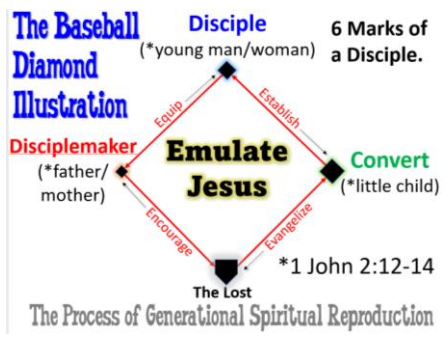 The Baseball
Diamond
Illustration
Disciple
(*young man/woman)
6 Marks of
a Disciple.
Equip
Establish
Disciplemaker
(*father/
mother)
Emulate
Jesus
Convert
(*little child)
Encourage
Evangelize
The Lost
*1 John 2:12-14
The Process of Generational Spiritual Reproduction